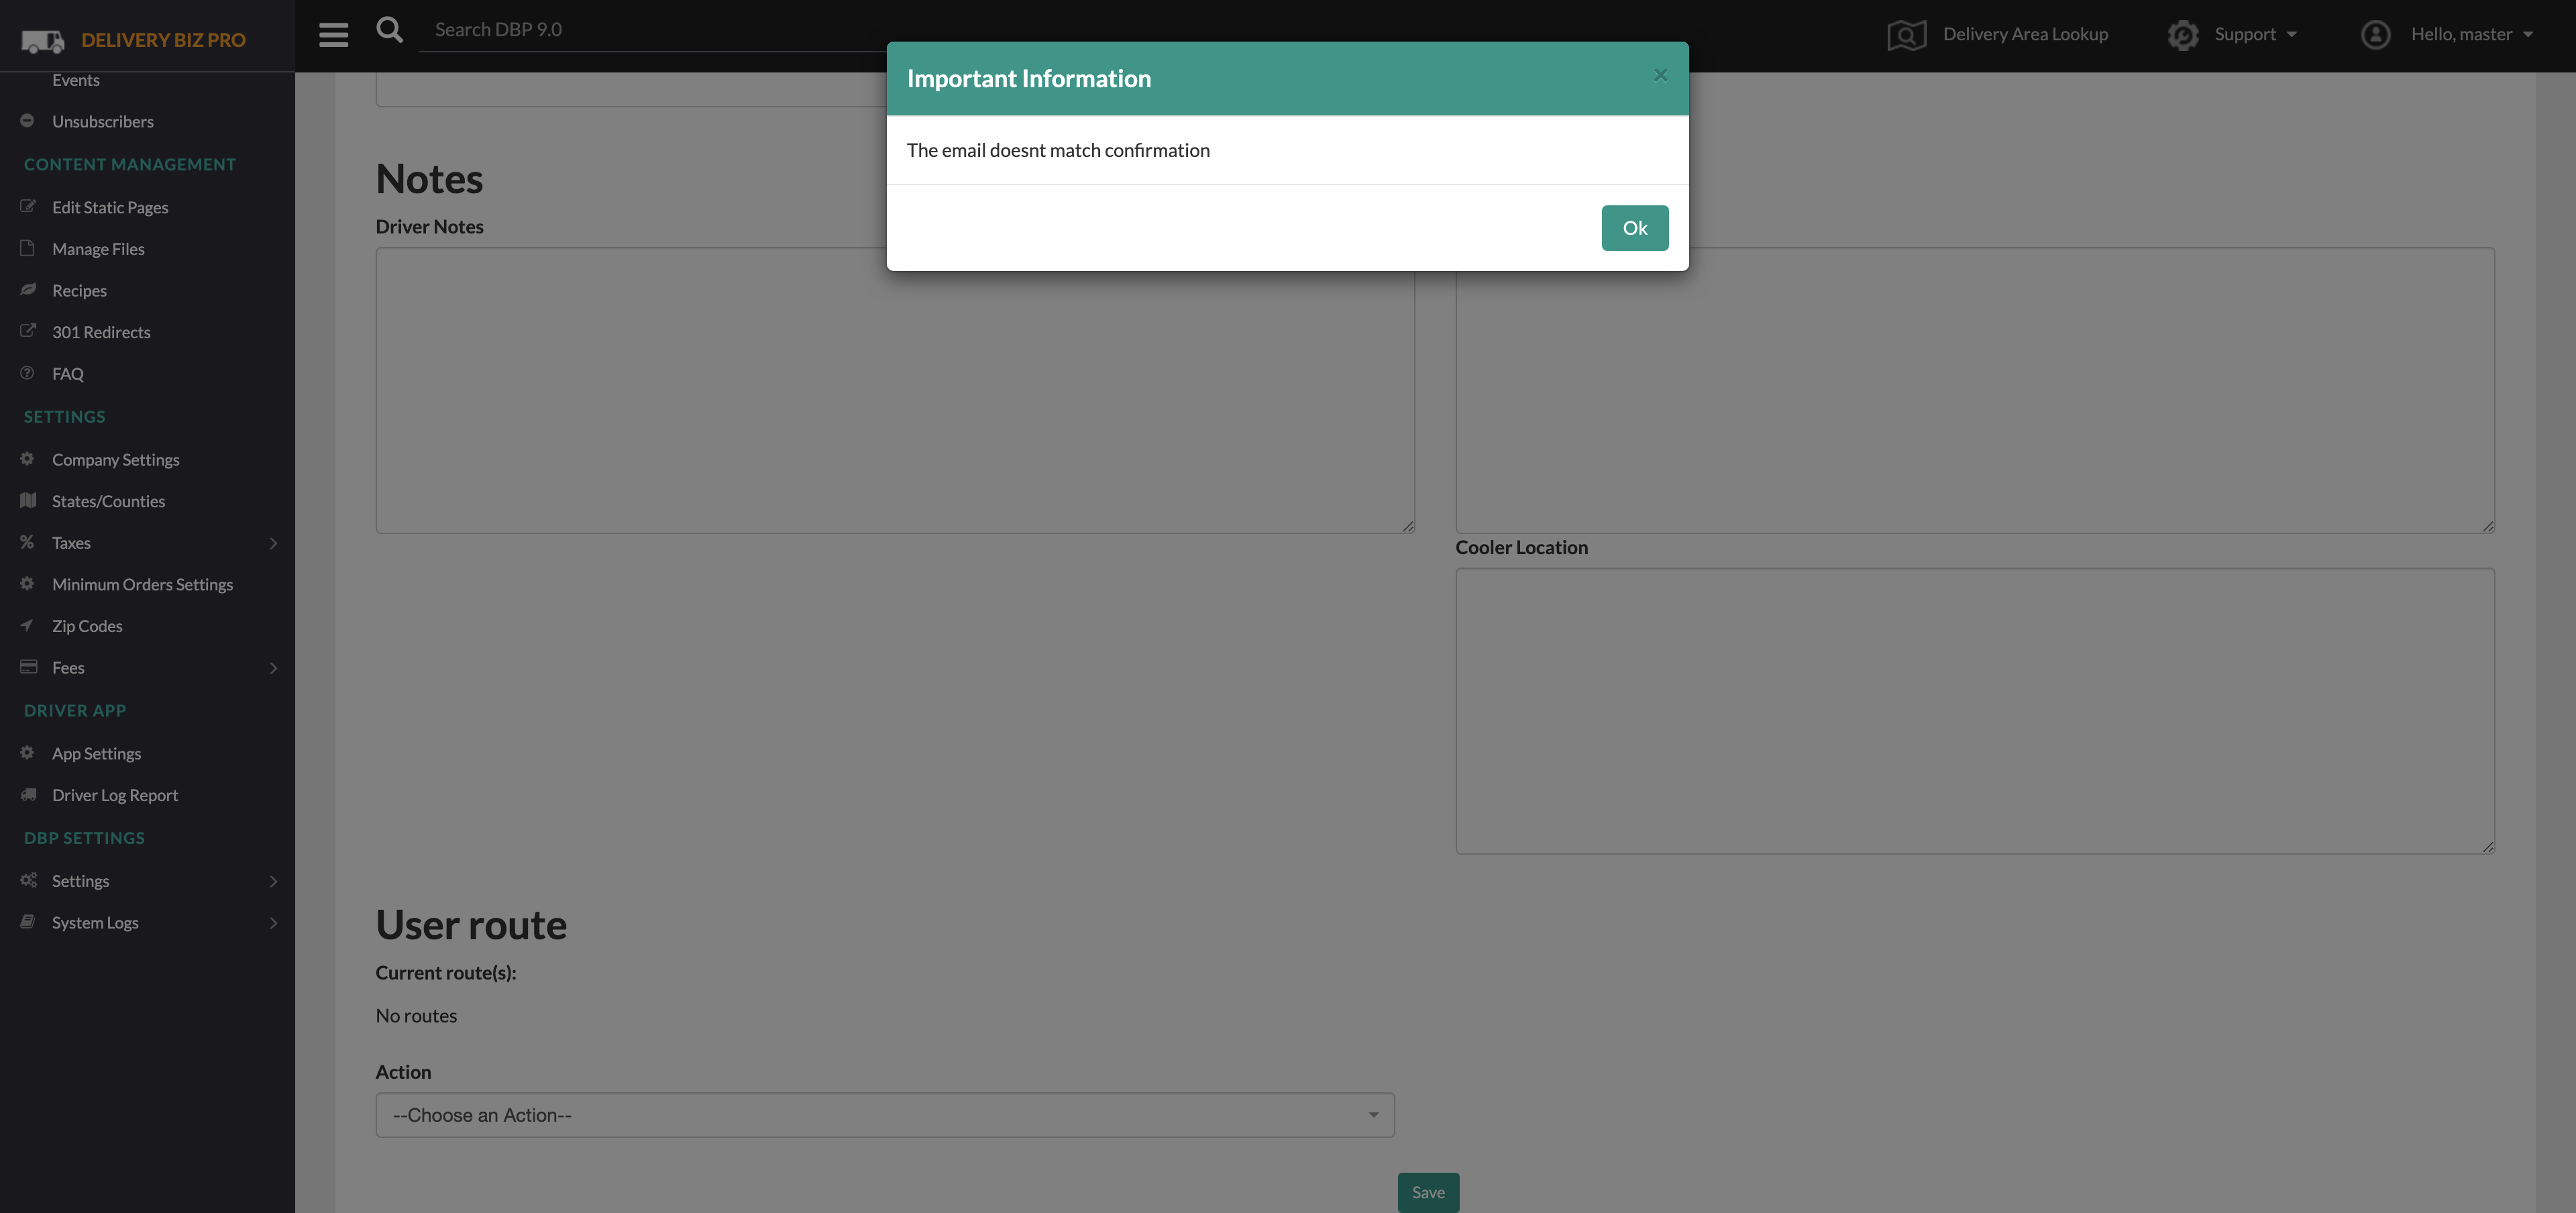 DELIVERY BIZ PRO
Search DBP 9.0
Delivery Area Lookup
Support
Hello, master
Events
Unsubscribers
CONTENT MANAGEMENT
Edit Static Pages
Manage Files
Recipes
301 Redirects
FAQ
SETTINGS
Company Settings
States/Counties
Taxes
Minimum Orders Settings
Zip Codes
Fees
DRIVER APP
App Settings
Driver Log Report
DBP SETTINGS
Settings
System Logs
Important Information
×
The email doesnt match confirmation
Ok
Notes
Driver Notes
Cooler Location
User route
Current route(s):
No routes
Action
--Choose an Action--
Save